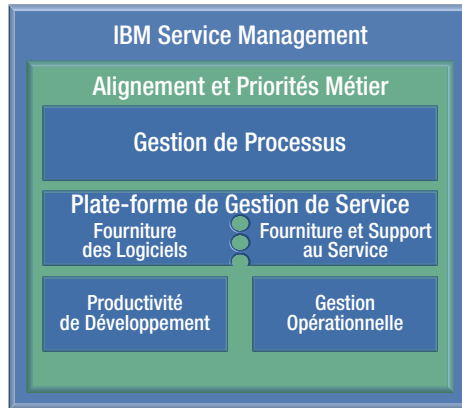 IBM Service Management
Alignement et Priorités Métier
Gestion de Processus
Plate-forme de Gestion de Service
Fourniture
des Logiciels
Fourniture et Support
au Service
Productivité
de Développement
Gestion
Opérationnelle